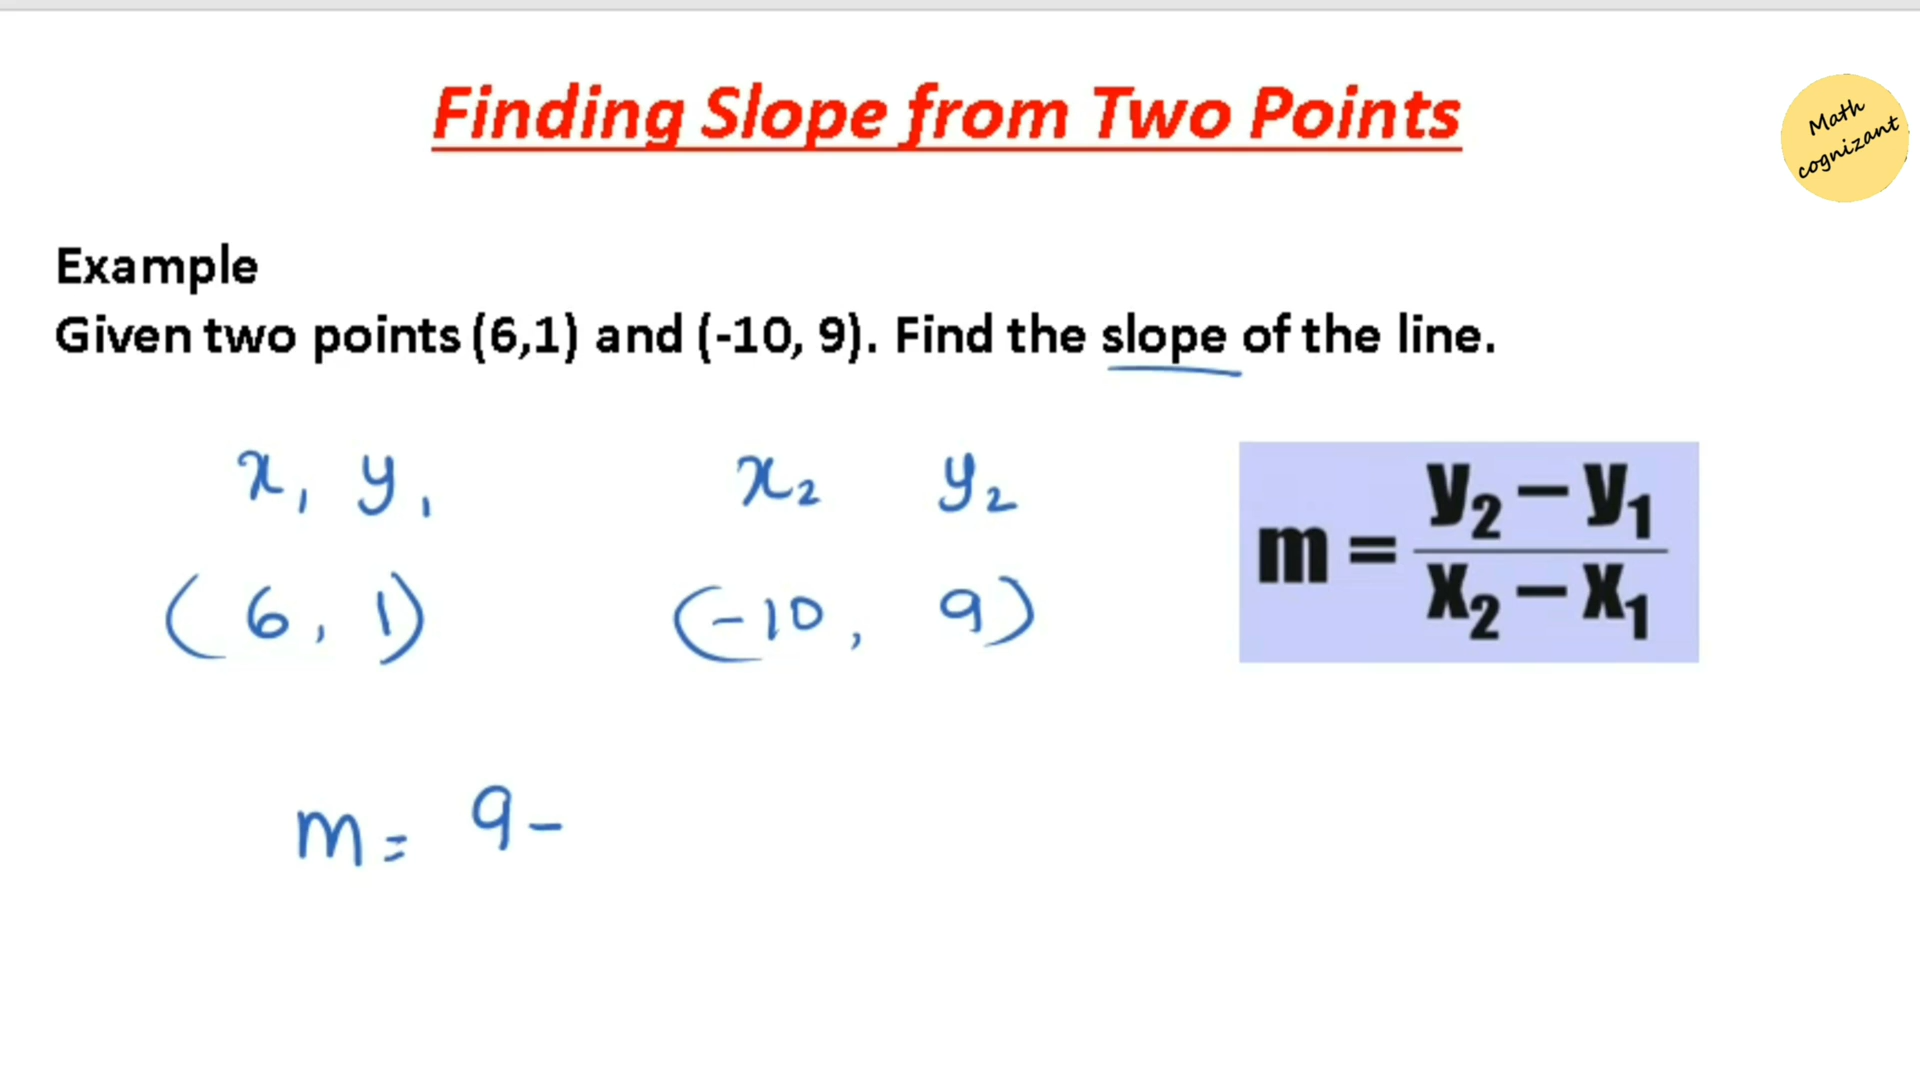 Finding Slope from Two Points
Math
cognizant
Example
Given two points (6,1) and (-10, 9). Find the slope of the line.
x₁ y₁ x₂ y₂
(6, 1) (-10, 9)
m = y₂ − y₁
x₂ − x₁
m = 9 -